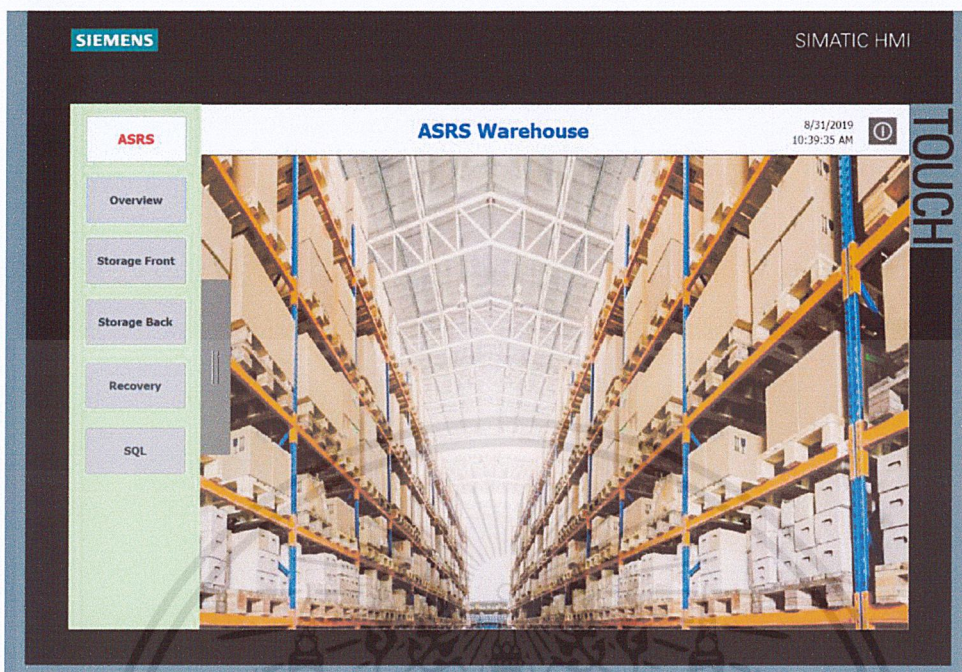 SIEMENS
SIMATIC HMI
TOUCH
ASRS
ASRS Warehouse
8/31/2019
10:39:35 AM
Overview
Storage Front
Storage Back
Recovery
SQL